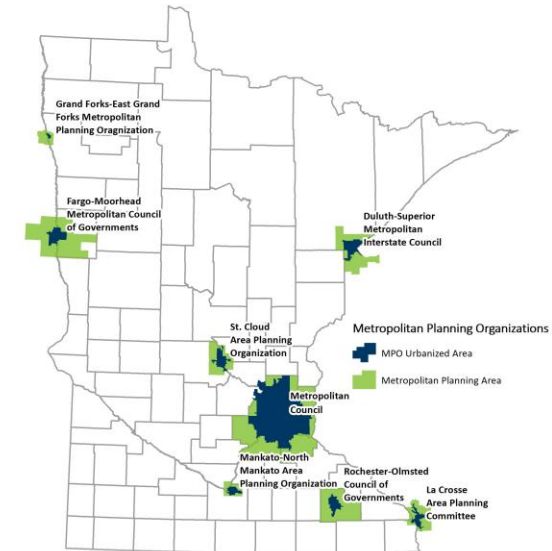 Grand Forks-East Grand
Forks Metropolitan
Planning Oragnization
Fargo-Moorhead
Metropolitan Council
of Governments
Duluth-Superior
Metropolitan
Interstate Council
St. Cloud
Area Planning
Organization
Metropolitan Planning Organizations
MPO Urbanized Area
Metropolitan Planning Area
Metropolitan
Council
Mankato-North
Mankato Area
Planning Organization
Rochester-Olmsted
Council of
Governments
La Crosse
Area Planning
Committee